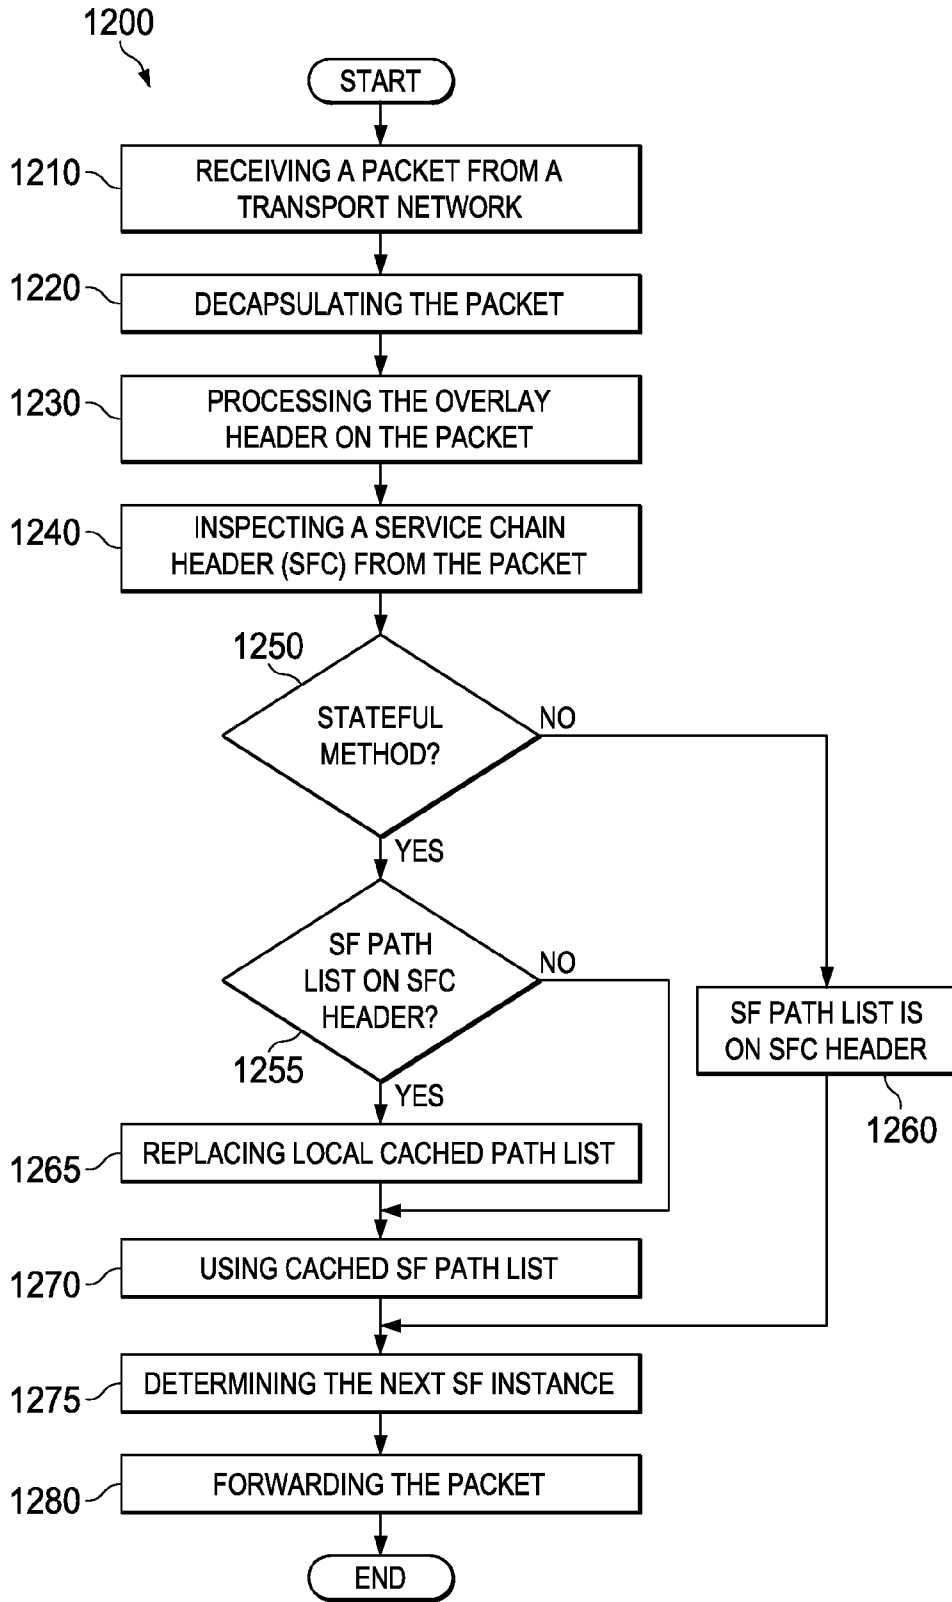 1200
START
1210
RECEIVING A PACKET FROM A
TRANSPORT NETWORK
1220
DECAPSULATING THE PACKET
1230
PROCESSING THE OVERLAY
HEADER ON THE PACKET
1240
INSPECTING A SERVICE CHAIN
HEADER (SFC) FROM THE PACKET
1250
STATEFUL
METHOD?
NO
YES
SF PATH
LIST ON SFC
HEADER?
NO
1255
YES
SF PATH LIST IS
ON SFC HEADER
1260
1265
REPLACING LOCAL CACHED PATH LIST
1270
USING CACHED SF PATH LIST
1275
DETERMINING THE NEXT SF INSTANCE
1280
FORWARDING THE PACKET
END